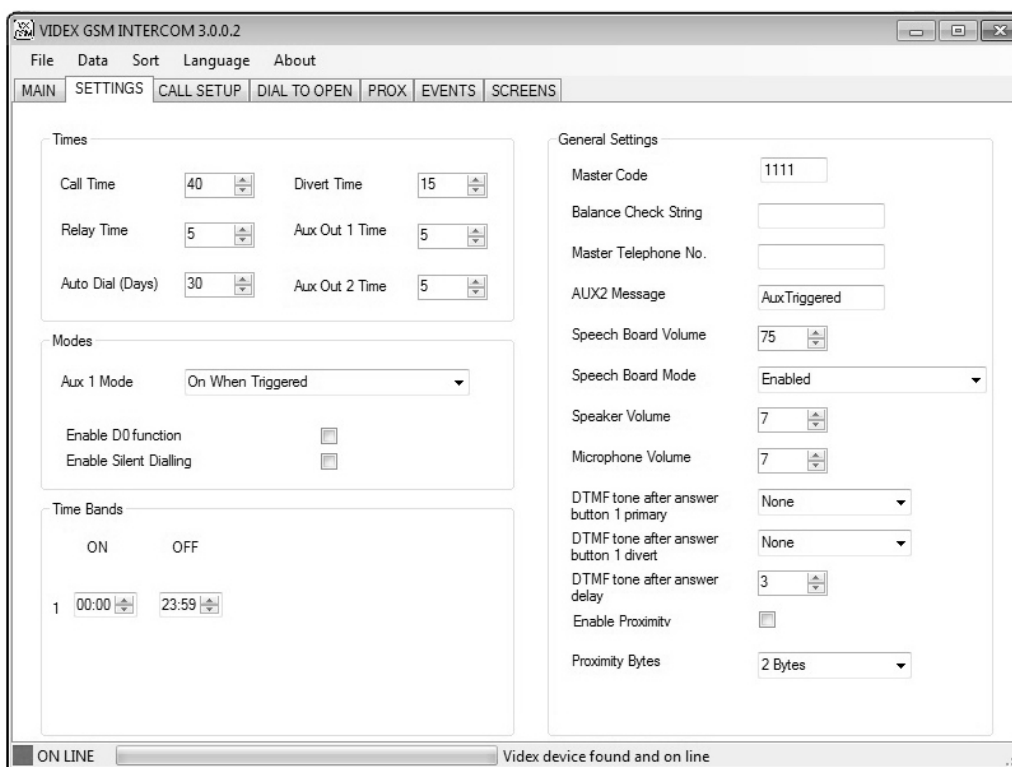 VIDEX GSM INTERCOM 3.0.0.2
File Data Sort Language About
MAIN SETTINGS CALL SETUP DIAL TO OPEN PROX EVENTS SCREENS
Times
Call Time 40 Divert Time 15
Relay Time 5 Aux Out 1 Time 5
Auto Dial (Days) 30 Aux Out 2 Time 5
Modes
Aux 1 Mode On When Triggered
Enable D0 function
Enable Silent Dialling
Time Bands
ON OFF
1 00:00 23:59
General Settings
Master Code 1111
Balance Check String
Master Telephone No.
AUX2 Message AuxTriggered
Speech Board Volume 75
Speech Board Mode Enabled
Speaker Volume 7
Microphone Volume 7
DTMF tone after answer
button 1 primary None
DTMF tone after answer
button 1 divert None
DTMF tone after answer
delay 3
Enable Proximity
Proximity Bytes 2 Bytes
ON LINE Videx device found and on line